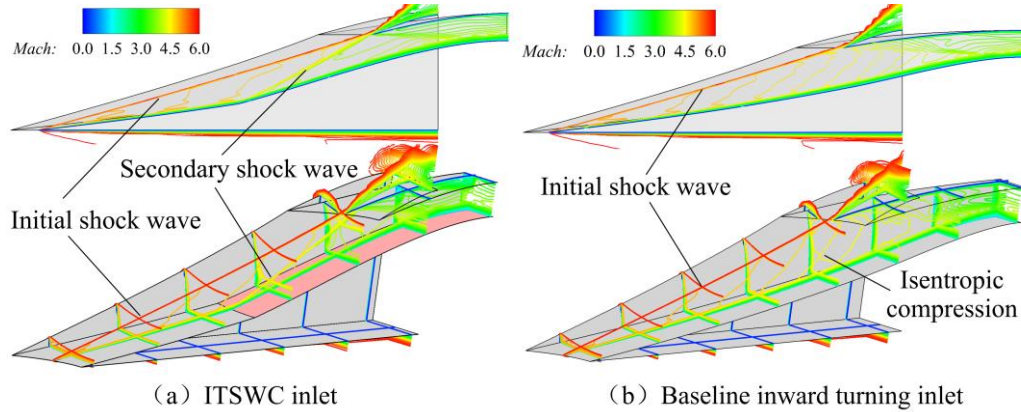 Mach: 0.0 1.5 3.0 4.5 6.0
Mach: 0.0 1.5 3.0 4.5 6.0
Secondary shock wave
Initial shock wave
Initial shock wave
Isentropic
compression
（a） ITSWC inlet
（b） Baseline inward turning inlet